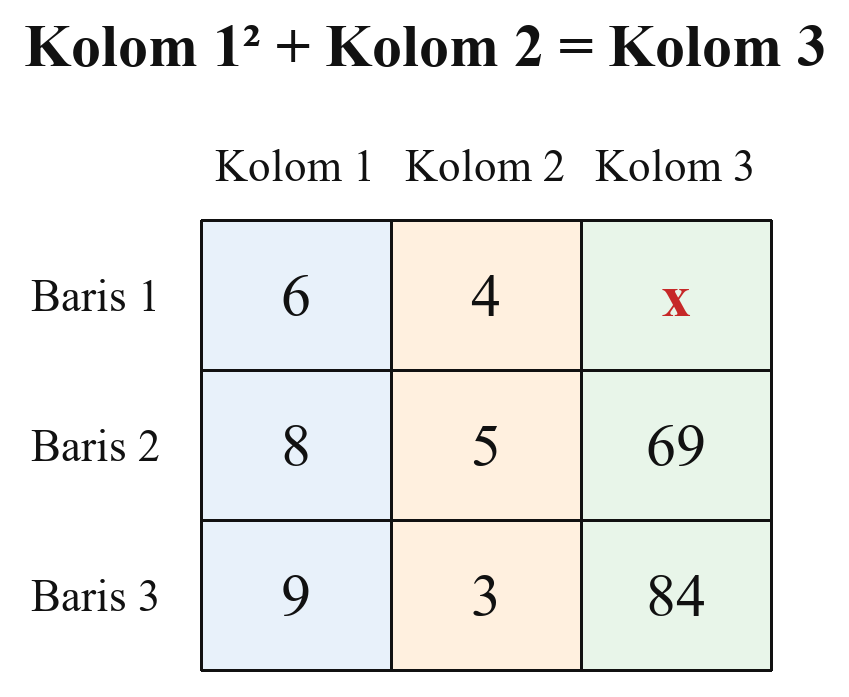 Kolom 1² + Kolom 2 = Kolom 3
Kolom 1 Kolom 2 Kolom 3
Baris 1 6 4 x
Baris 2 8 5 69
Baris 3 9 3 84